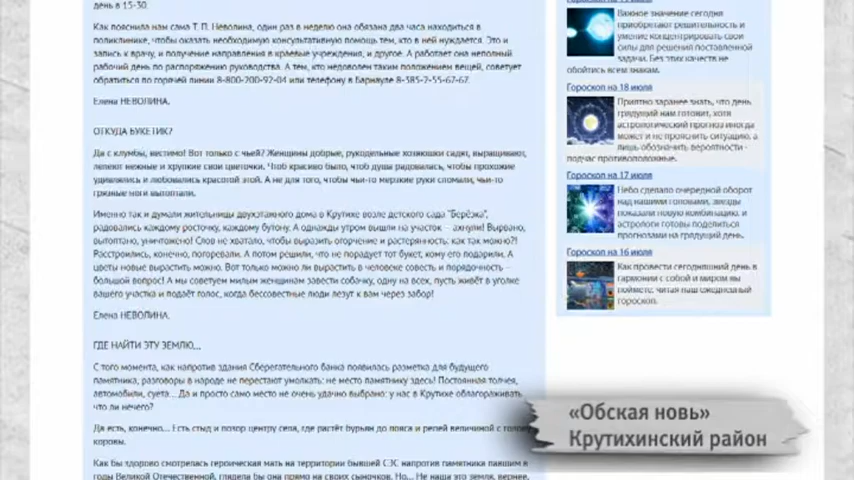 день в 15-30.
Как пояснила нам сама Т. П. Неволина, один раз в неделю она обязана два часа находиться в
поликлинике, чтобы оказать необходимую консультативную помощь тем, кто в ней нуждается. Это и
запись к врачу, и получение направления в краевые учреждения, и другое. А работает она неполный
рабочий день по распоряжению руководства. А тем, кто недоволен таким положением вещей, советует
обратиться по горячей линии 8-800-200-92-04 или телефону в Барнауле 8-385-2-55-67-67.
Елена НЕВОЛИНА.
ОТКУДА БУКЕТИК?
Да с клумбы, вестимо! Вот только с чьей? Женщины добрые, рукодельные хозяюшки садят, выращивают,
лелеют нежные и хрупкие свои цветочки. Чтоб красиво было, чтоб душа радовалась, чтобы прохожие
удивлялись и любовались красотой этой. А не для того, чтобы чьи-то мерзкие руки сломали, чьи-то
грязные ноги вытоптали.
Именно так и думали жительницы двухэтажного дома в Крутихе возле детского сада "Берёзка",
радовались каждому росточку, каждому бутону. А однажды утром вышли на участок – ахнули! Вырвано,
вытоптано, уничтожено! Слов не хватало, чтобы выразить огорчение и растерянность: как так можно?!
Расстроились, конечно, погоревали. А потом решили, что не порадует тот букет, кому его подарили. А
цветы новые вырастить можно. Вот только можно ли вырастить в человеке совесть и порядочность –
большой вопрос! А мы советуем милым женщинам завести собачку, одну на всех, пусть живёт в уголке
вашего участка и подаёт голос, когда бессовестные люди лезут к вам через забор!
Елена НЕВОЛИНА.
ГДЕ НАЙТИ ЭТУ ЗЕМЛЮ...
С того момента, как напротив здания Сберегательного банка появилась разметка для будущего
памятника, разговоры в народе не перестают умолкать: не место памятнику здесь! Постоянная толчея,
автомобили, суета... Да и просто само место не очень удачно выбрано: у нас в Крутихе облагораживать
что ли нечего?
Да есть, конечно... Есть стыд и позор центру села, где растёт бурьян до пояса и репей величиной с голову
коровы.
Как бы здорово смотрелась героическая мать на территории бывшей СЭС напротив памятника павшим в
годы Великой Отечественной, глядела бы она прямо на своих сыночков. Но... Не наша это земля, вернее,
Важное значение сегодня
приобретают решительность и
умение концентрировать свои
силы для решения поставленной
задачи. Без этих качеств не
обойтись всем знакам.
Гороскоп на 18 июля
Приятно заранее знать, что день
грядущий нам готовит, хотя
астрологический прогноз иногда
может и не прояснить ситуацию, а
лишь обозначить вероятности -
подчас противоположные.
Гороскоп на 17 июля
Небо сделало очередной оборот
над нашими головами, звезды
показали новую комбинацию, и
астрологи готовы поделиться
прогнозами на грядущий день.
Гороскоп на 16 июля
Как провести сегодняшний день в
гармонии с собой и миром вы
поймете, читая наш ежедневный
гороскоп.
«Обская новь»
Крутихинский район